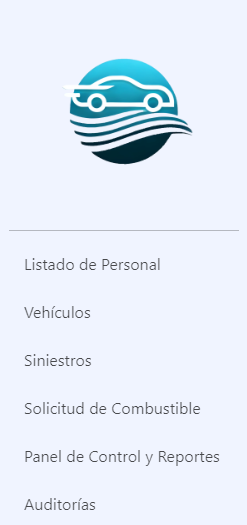 Listado de Personal
Vehículos
Siniestros
Solicitud de Combustible
Panel de Control y Reportes
Auditorías